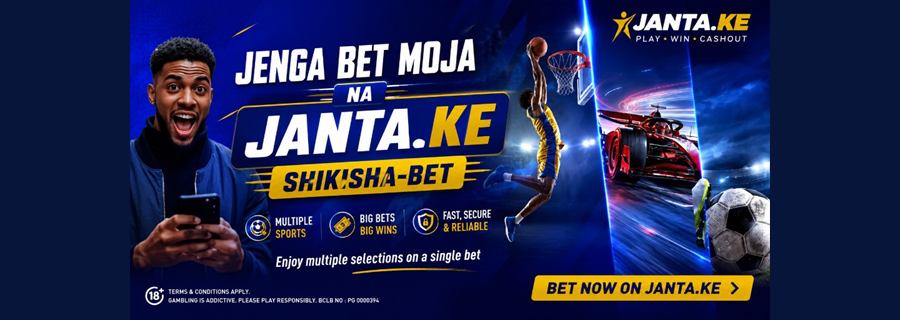 JANTA.KE
PLAY • WIN • CASHOUT
JENGA BET MOJA
NA
JANTA.KE
SHIKISHA-BET
MULTIPLE
SPORTS
BIG BETS
BIG WINS
FAST, SECURE
& RELIABLE
Enjoy multiple selections on a single bet
18+
TERMS & CONDITIONS APPLY.
GAMBLING IS ADDICTIVE. PLEASE PLAY RESPONSIBLY. BCLB NO : PG 0000394
BET NOW ON JANTA.KE >